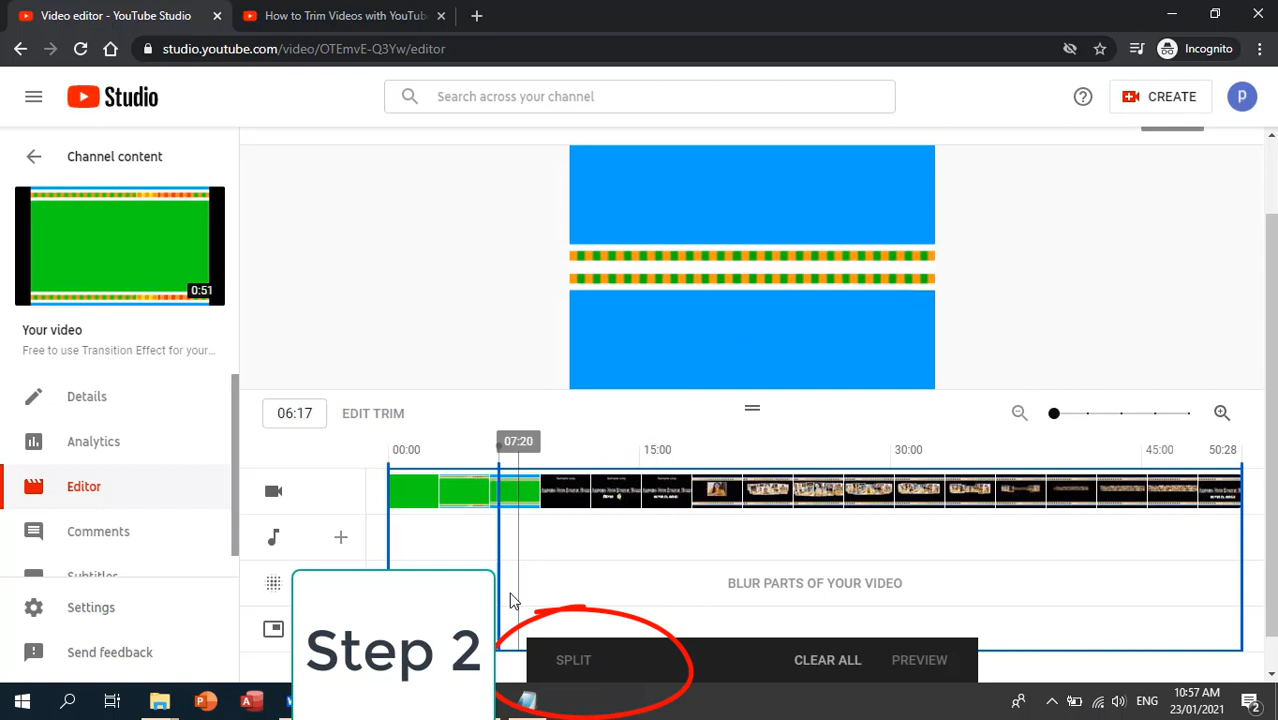 Video editor - YouTube Studio
How to Trim Videos with YouTub
studio.youtube.com/video/OTEmvE-Q3Yw/editor
Incognito
Studio
Search across your channel
CREATE
p
Channel content
0:51
Your video
Free to use Transition Effect for your...
Details
Analytics
Editor
Comments
Subtitles
Settings
Send feedback
06:17
EDIT TRIM
07:20
00:00
15:00
30:00
45:00
50:28
BLUR PARTS OF YOUR VIDEO
Step 2
SPLIT
CLEAR ALL
PREVIEW
ENG
10:57 AM
23/01/2021
2